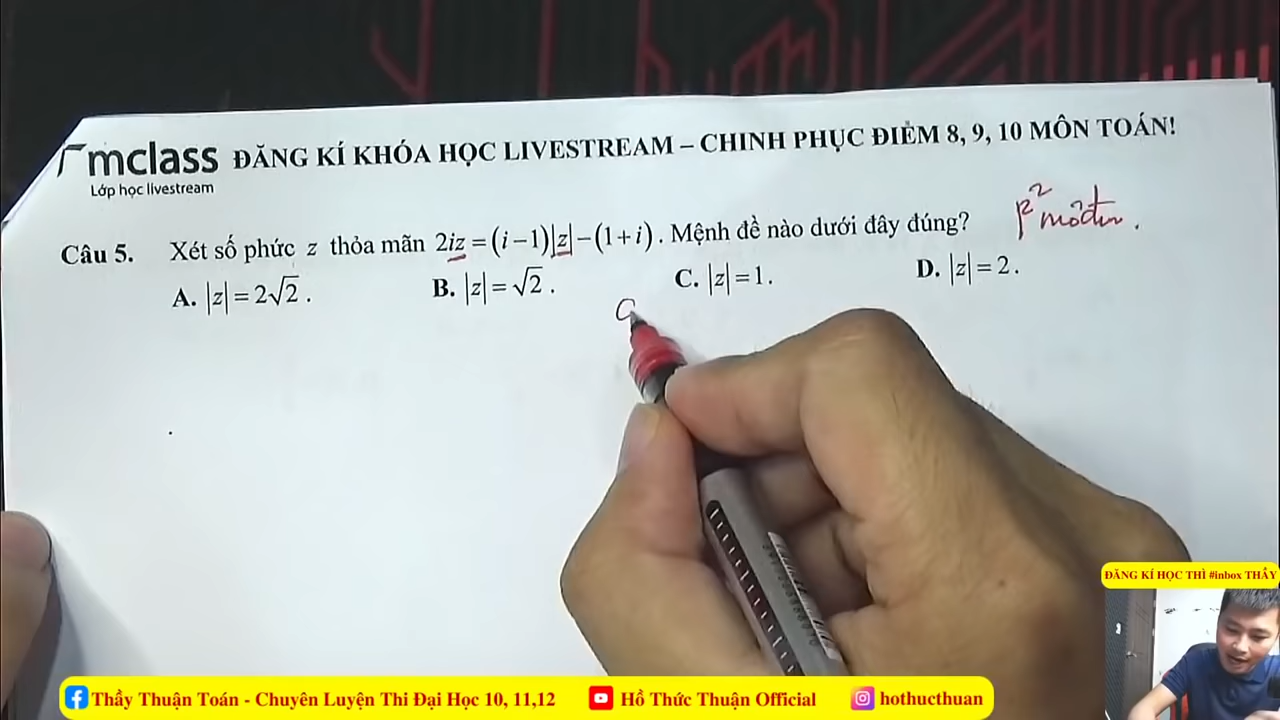 mclass ĐĂNG KÍ KHÓA HỌC LIVESTREAM – CHINH PHỤC ĐIỂM 8, 9, 10 MÔN TOÁN!
Lớp học livestream
p² môđun.
Câu 5. Xét số phức z thỏa mãn 2iz = (i−1)|z|−(1+i). Mệnh đề nào dưới đây đúng?
A. |z| = 2√2. B. |z| = √2. C. |z| = 1. D. |z| = 2.
ĐĂNG KÍ HỌC THÌ #inbox THẦY
Thầy Thuận Toán - Chuyên Luyện Thi Đại Học 10, 11,12 Hồ Thức Thuận Official hothucthuan